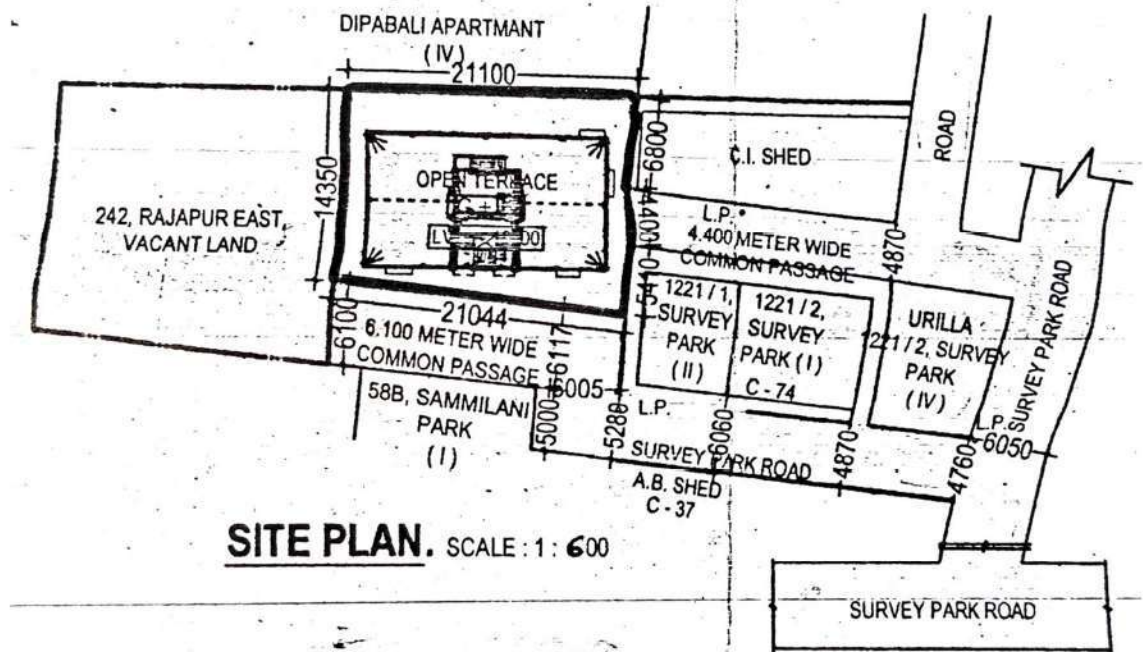 DIPABALI APARTMANT
( IV )
21100
14350
6800
C.I. SHED
ROAD
OPEN TERRACE
242, RAJAPUR EAST,
VACANT LAND
L.P.
4.400 METER WIDE
COMMON PASSAGE
4400
4870
SURVEY PARK ROAD
5410
1221 / 1,
SURVEY
PARK
( II )
1221 / 2,
SURVEY
PARK ( I )
C - 74
URILLA
1221 / 2, SURVEY
PARK
( IV )
21044
6100
6.100 METER WIDE
COMMON PASSAGE
6117
6005
58B, SAMMILANI
PARK
( I )
5000
5280
L.P.
6060
SURVEY PARK ROAD
4870
A.B. SHED
C - 37
4760
L.P.
6050
SITE PLAN. SCALE : 1 : 600
SURVEY PARK ROAD